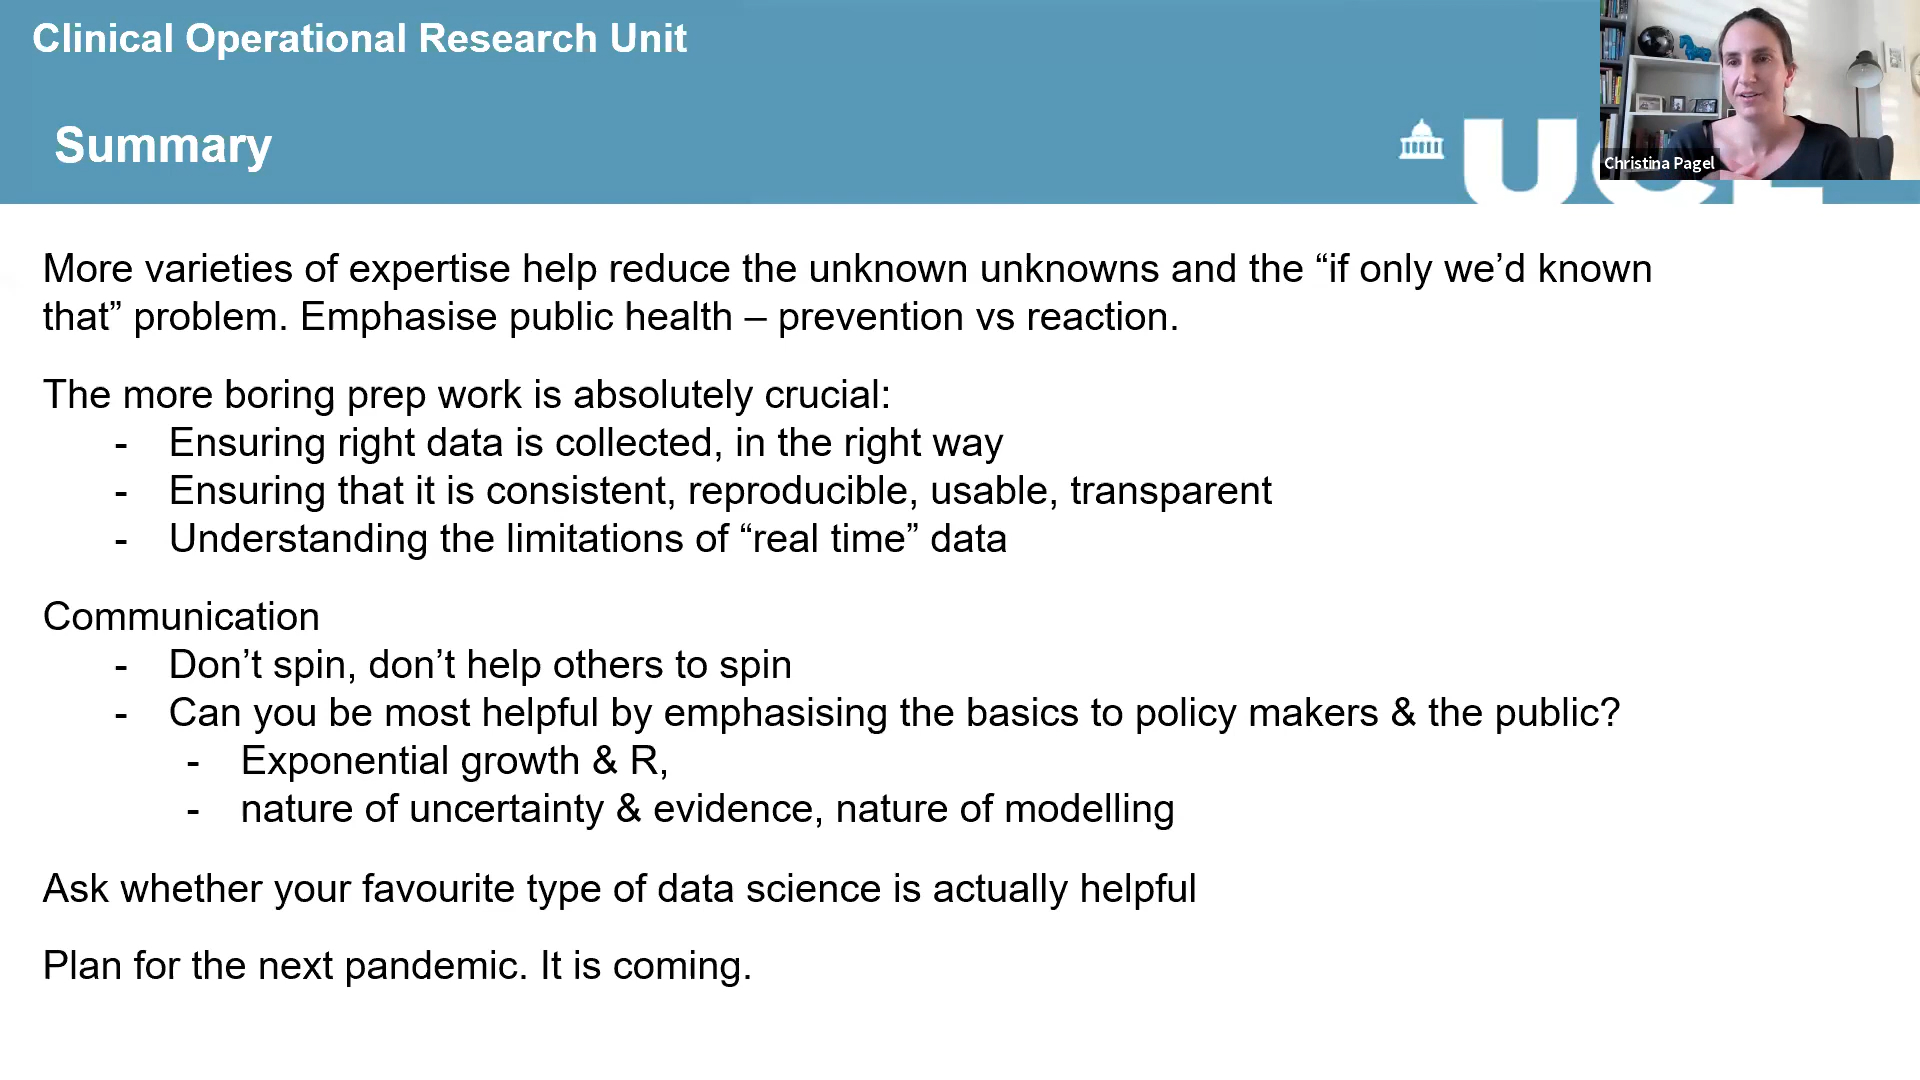 Clinical Operational Research Unit
Summary
UCL
Christina Pagel
More varieties of expertise help reduce the unknown unknowns and the “if only we’d known
that” problem. Emphasise public health – prevention vs reaction.
The more boring prep work is absolutely crucial:
- Ensuring right data is collected, in the right way
- Ensuring that it is consistent, reproducible, usable, transparent
- Understanding the limitations of “real time” data
Communication
- Don’t spin, don’t help others to spin
- Can you be most helpful by emphasising the basics to policy makers & the public?
- Exponential growth & R,
- nature of uncertainty & evidence, nature of modelling
Ask whether your favourite type of data science is actually helpful
Plan for the next pandemic. It is coming.